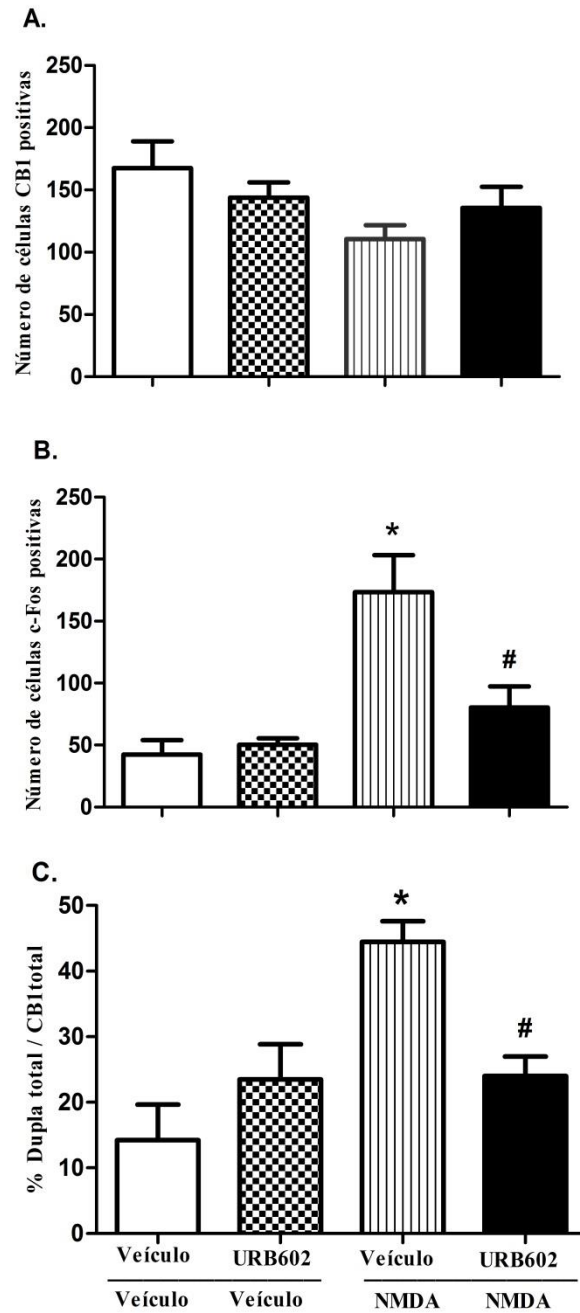 A.
Número de células CB1 positivas
250
200
150
100
50
0
B.
Número de células c-Fos positivas
250
200
150
100
50
0
*
#
C.
% Dupla total / CB1total
50
40
30
20
10
0
*
#
Veículo URB602 Veículo URB602
Veículo Veículo NMDA NMDA